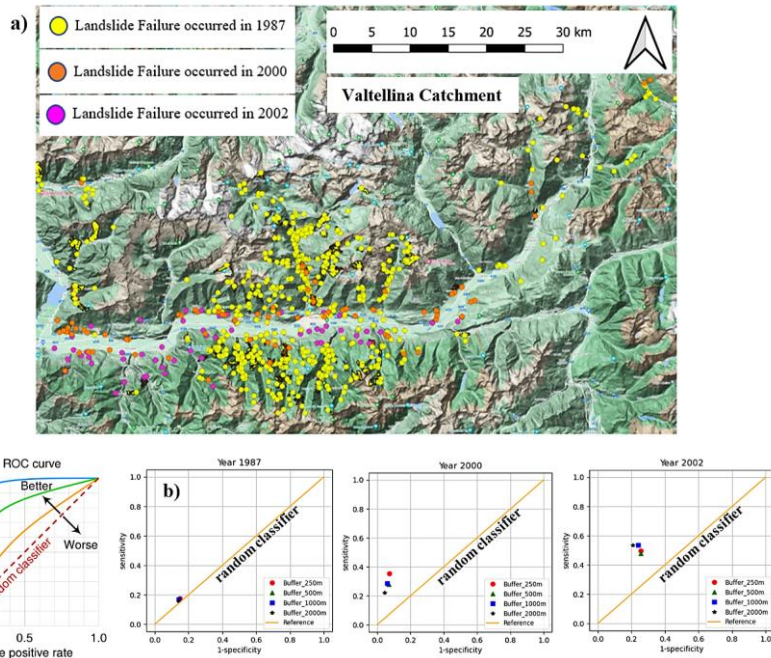 a)
Landslide Failure occurred in 1987
Landslide Failure occurred in 2000
Landslide Failure occurred in 2002
0 5 10 15 20 25 30 km
Valtellina Catchment
ROC curve
Better
Worse
random classifier
0.5 1.0
positive rate
b)
Year 1987
sensitivity
1.0
0.8
0.6
0.4
0.2
0.0
random classifier
Buffer_250m
Buffer_500m
Buffer_1000m
Buffer_2000m
Reference
0.0 0.2 0.4 0.6 0.8 1.0
1-specificity
Year 2000
sensitivity
1.0
0.8
0.6
0.4
0.2
0.0
random classifier
Buffer_250m
Buffer_500m
Buffer_1000m
Buffer_2000m
Reference
0.0 0.2 0.4 0.6 0.8 1.0
1-specificity
Year 2002
sensitivity
1.0
0.8
0.6
0.4
0.2
0.0
random classifier
Buffer_250m
Buffer_500m
Buffer_1000m
Buffer_2000m
Reference
0.0 0.2 0.4 0.6 0.8 1.0
1-specificity